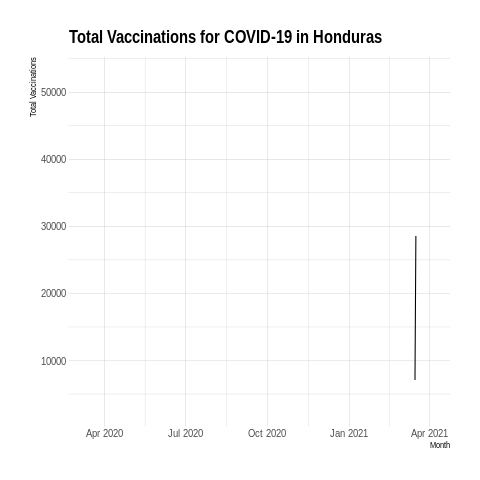 Total Vaccinations for COVID-19 in Honduras
Total Vaccinations
50000
40000
30000
20000
10000
Apr 2020 Jul 2020 Oct 2020 Jan 2021 Apr 2021
Month